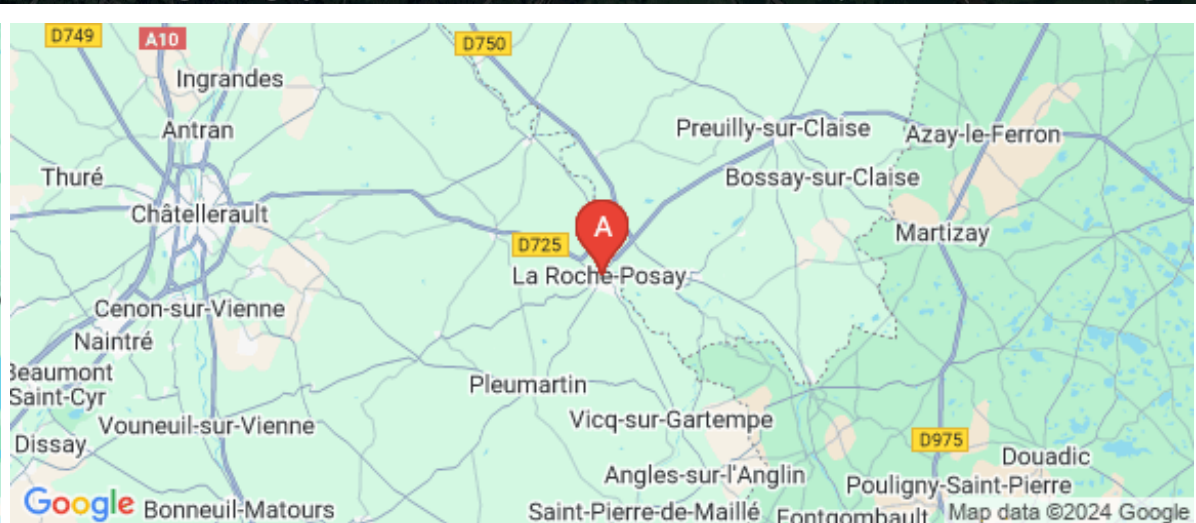 D749
A10
D750
Ingrandes
Antran
Preuilly-sur-Claise
Azay-le-Ferron
Thuré
Bossay-sur-Claise
Châtellerault
A
Martizay
D725
La Roche-Posay
Cenon-sur-Vienne
Naintré
Beaumont
Saint-Cyr
Pleumartin
Vouneuil-sur-Vienne
Vicq-sur-Gartempe
Dissay
D975
Douadic
Angles-sur-l'Anglin
Pouligny-Saint-Pierre
Google
Bonneuil-Matours
Saint-Pierre-de-Maillé
Fontgombault
Map data ©2024 Google